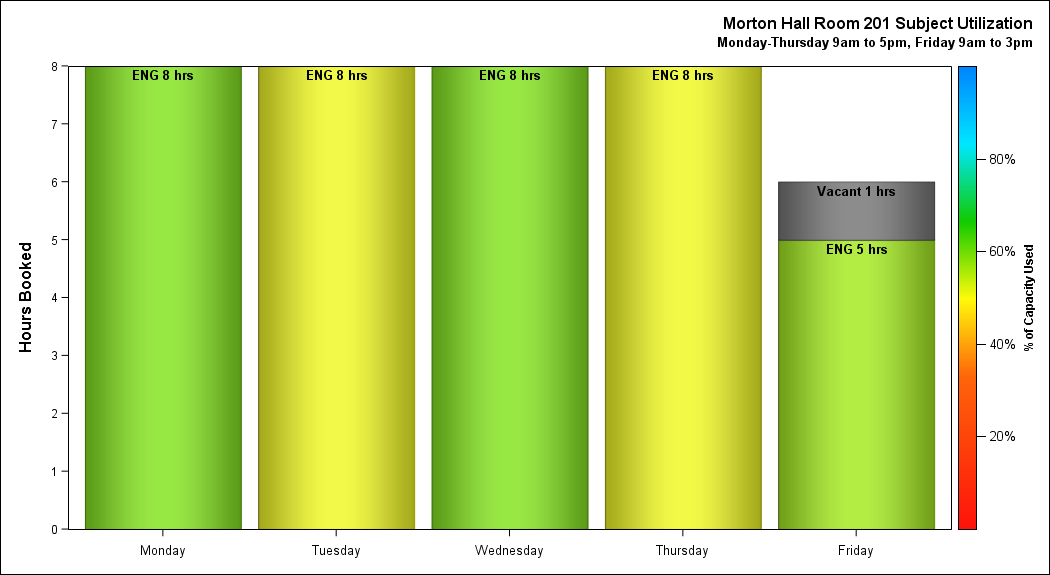 Morton Hall Room 201 Subject Utilization
Monday-Thursday 9am to 5pm, Friday 9am to 3pm
Hours Booked
8
7
6
5
4
3
2
1
0
ENG 8 hrs
ENG 8 hrs
ENG 8 hrs
ENG 8 hrs
Vacant 1 hrs
ENG 5 hrs
Monday
Tuesday
Wednesday
Thursday
Friday
80%
60%
40%
20%
% of Capacity Used